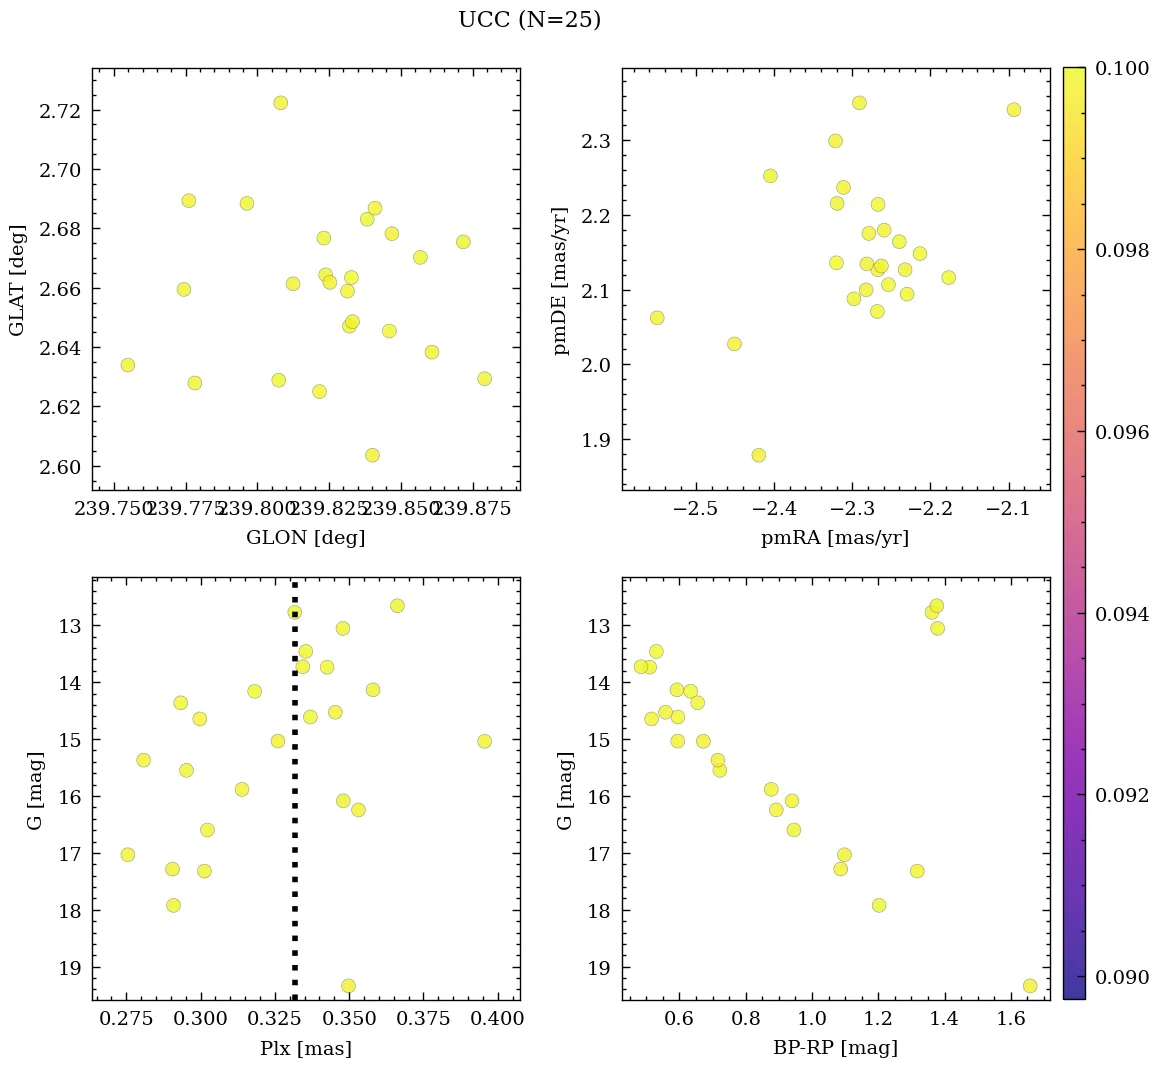 UCC (N=25)
2.72
2.70
2.68
2.66
2.64
2.62
2.60
GLAT [deg]
239.750 239.775 239.800 239.825 239.850 239.875
GLON [deg]
2.3
2.2
2.1
2.0
1.9
pmDE [mas/yr]
−2.5 −2.4 −2.3 −2.2 −2.1
pmRA [mas/yr]
13
14
15
16
17
18
19
G [mag]
0.275 0.300 0.325 0.350 0.375 0.400
Plx [mas]
13
14
15
16
17
18
19
G [mag]
0.6 0.8 1.0 1.2 1.4 1.6
BP-RP [mag]
0.100
0.098
0.096
0.094
0.092
0.090